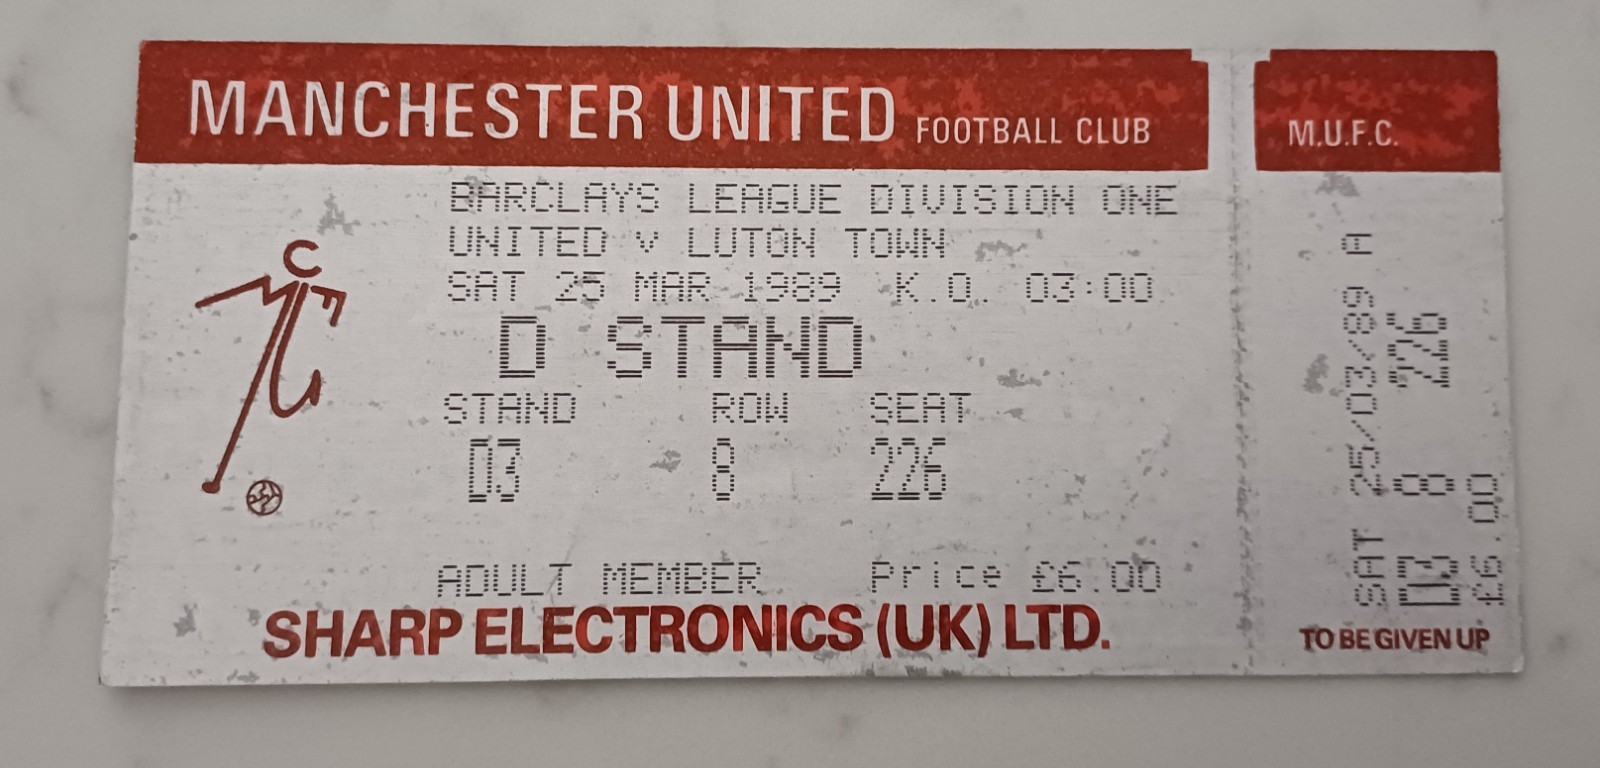 MANCHESTER UNITED FOOTBALL CLUB
BARCLAYS LEAGUE DIVISION ONE
UNITED v LUTON TOWN
SAT 25 MAR 1989 K.O. 03:00
D STAND
STAND ROW SEAT
D3 8 226
ADULT MEMBER Price £6.00
SHARP ELECTRONICS (UK) LTD.
M.U.F.C.
SAT 25/03/89 A
D3 8 226
£6.00
TO BE GIVEN UP